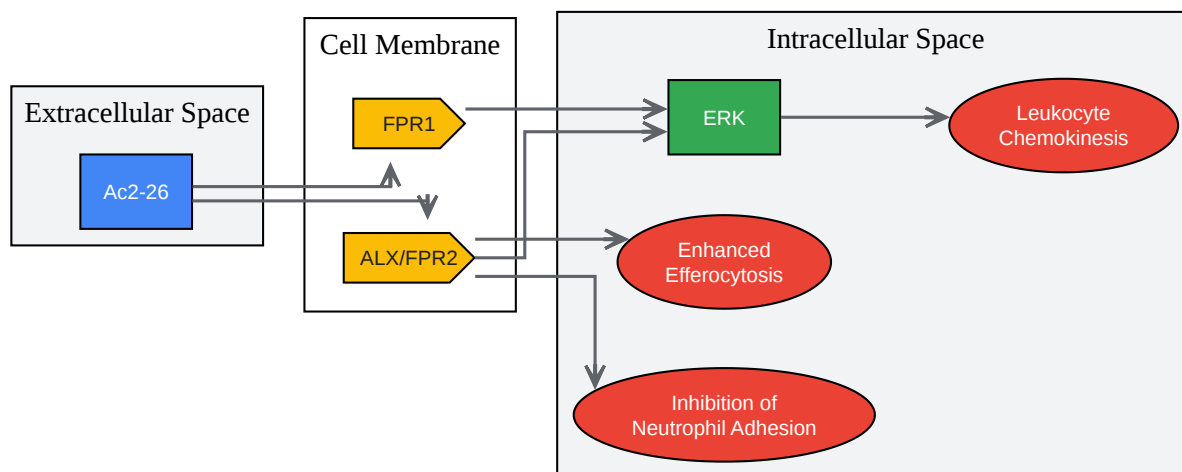 Extracellular Space
Ac2-26
Cell Membrane
FPR1
ALX/FPR2
Intracellular Space
ERK
Leukocyte
Chemokinesis
Enhanced
Efferocytosis
Inhibition of
Neutrophil Adhesion